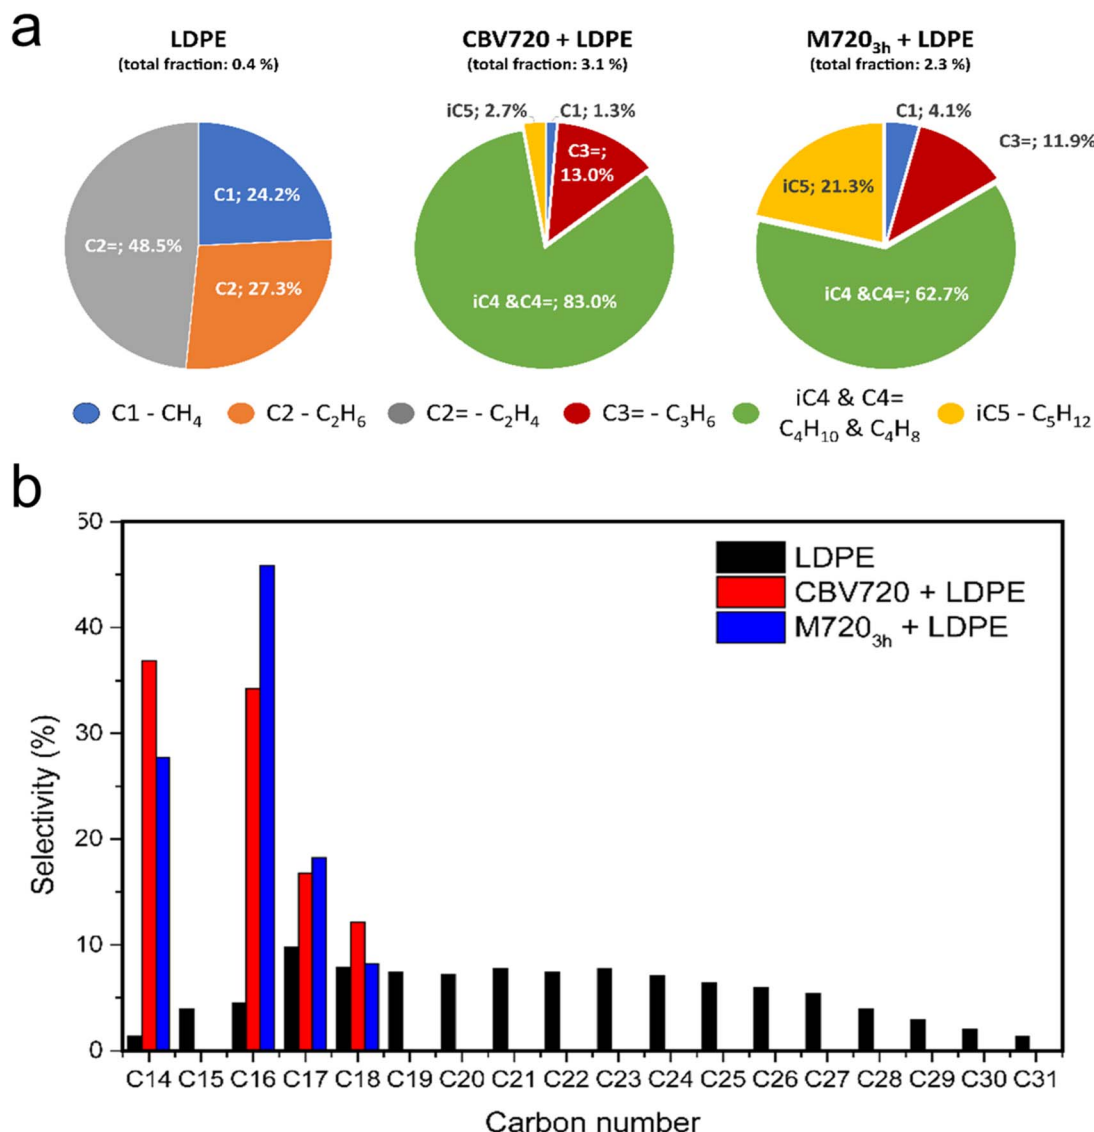 a
LDPE
(total fraction: 0.4 %)
CBV720 + LDPE
(total fraction: 3.1 %)
M720₃ₕ + LDPE
(total fraction: 2.3 %)
C1; 24.2%
C2=; 48.5%
C2; 27.3%
iC5; 2.7%
C1; 1.3%
C3=;
13.0%
iC4 &C4=; 83.0%
C1; 4.1%
C3=; 11.9%
iC5; 21.3%
iC4 &C4=; 62.7%
C1 - CH₄
C2 - C₂H₆
C2= - C₂H₄
C3= - C₃H₆
iC4 & C4=
C₄H₁₀ & C₄H₈
iC5 - C₅H₁₂
b
50
40
30
20
10
0
Selectivity (%)
LDPE
CBV720 + LDPE
M720₃ₕ + LDPE
C14 C15 C16 C17 C18 C19 C20 C21 C22 C23 C24 C25 C26 C27 C28 C29 C30 C31
Carbon number